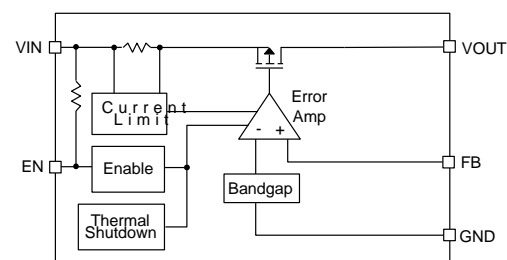 VIN
VOUT
Current
Limit
Error
Amp
- +
EN
Enable
FB
Bandgap
Thermal
Shutdown
GND